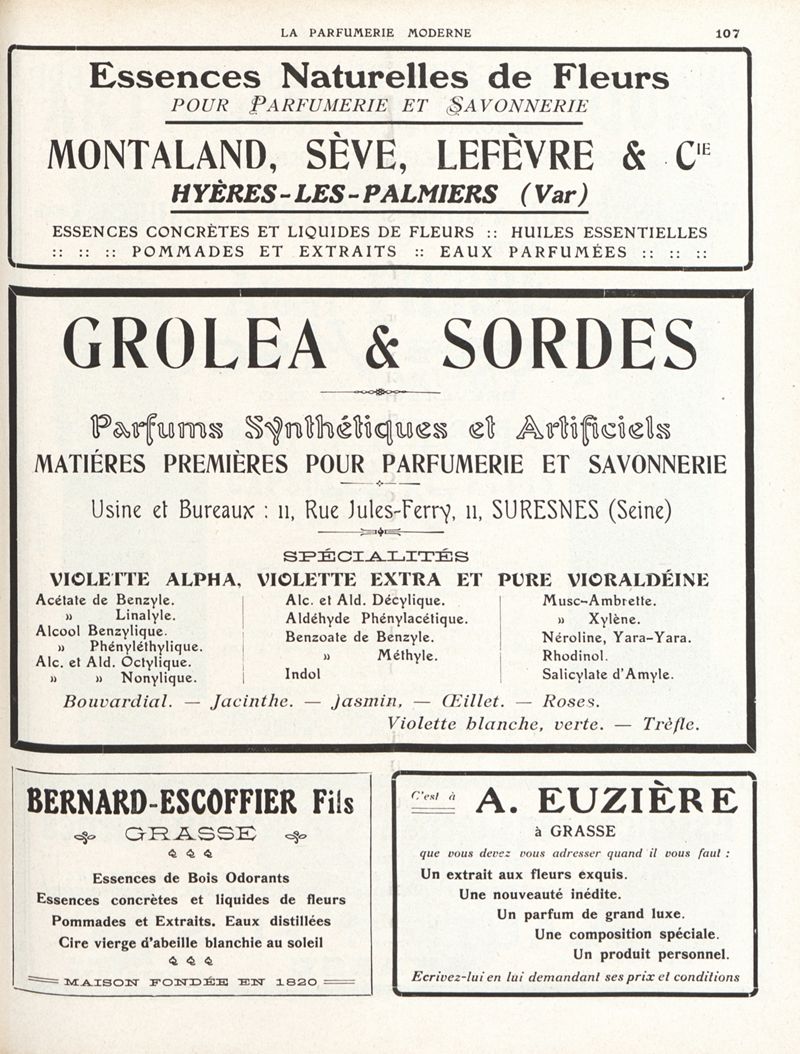 LA PARFUMERIE MODERNE 107
Essences Naturelles de Fleurs
POUR PARFUMERIE ET SAVONNERIE
MONTALAND, SÈVE, LEFÈVRE & CIE
HYÈRES-LES-PALMIERS (Var)
ESSENCES CONCRÈTES ET LIQUIDES DE FLEURS :: HUILES ESSENTIELLES
:: :: :: POMMADES ET EXTRAITS :: EAUX PARFUMÉES :: :: ::
GROLEA & SORDES
Parfums Synthétiques et Artificiels
MATIÉRES PREMIÈRES POUR PARFUMERIE ET SAVONNERIE
Usine et Bureaux : 11, Rue Jules-Ferry, 11, SURESNES (Seine)
SPÉCIALITÉS
VIOLETTE ALPHA, VIOLETTE EXTRA ET PURE VIORALDÉINE
Acétate de Benzyle.
» Linalyle.
Alcool Benzylique.
» Phényléthylique.
Alc. et Ald. Octylique.
» » Nonylique.
Alc. et Ald. Décylique.
Aldéhyde Phénylacétique.
Benzoate de Benzyle.
» Méthyle.
Indol
Musc-Ambrette.
» Xylène.
Néroline, Yara-Yara.
Rhodinol.
Salicylate d'Amyle.
Bouvardial. — Jacinthe. — Jasmin, — Œillet. — Roses.
Violette blanche, verte. — Trèfle.
BERNARD-ESCOFFIER Fils
GRASSE
Essences de Bois Odorants
Essences concrètes et liquides de fleurs
Pommades et Extraits. Eaux distillées
Cire vierge d'abeille blanchie au soleil
MAISON FONDÉE EN 1820
C'est à A. EUZIÈRE
à GRASSE
que vous devez vous adresser quand il vous faut :
Un extrait aux fleurs exquis.
Une nouveauté inédite.
Un parfum de grand luxe.
Une composition spéciale.
Un produit personnel.
Ecrivez-lui en lui demandant ses prix et conditions